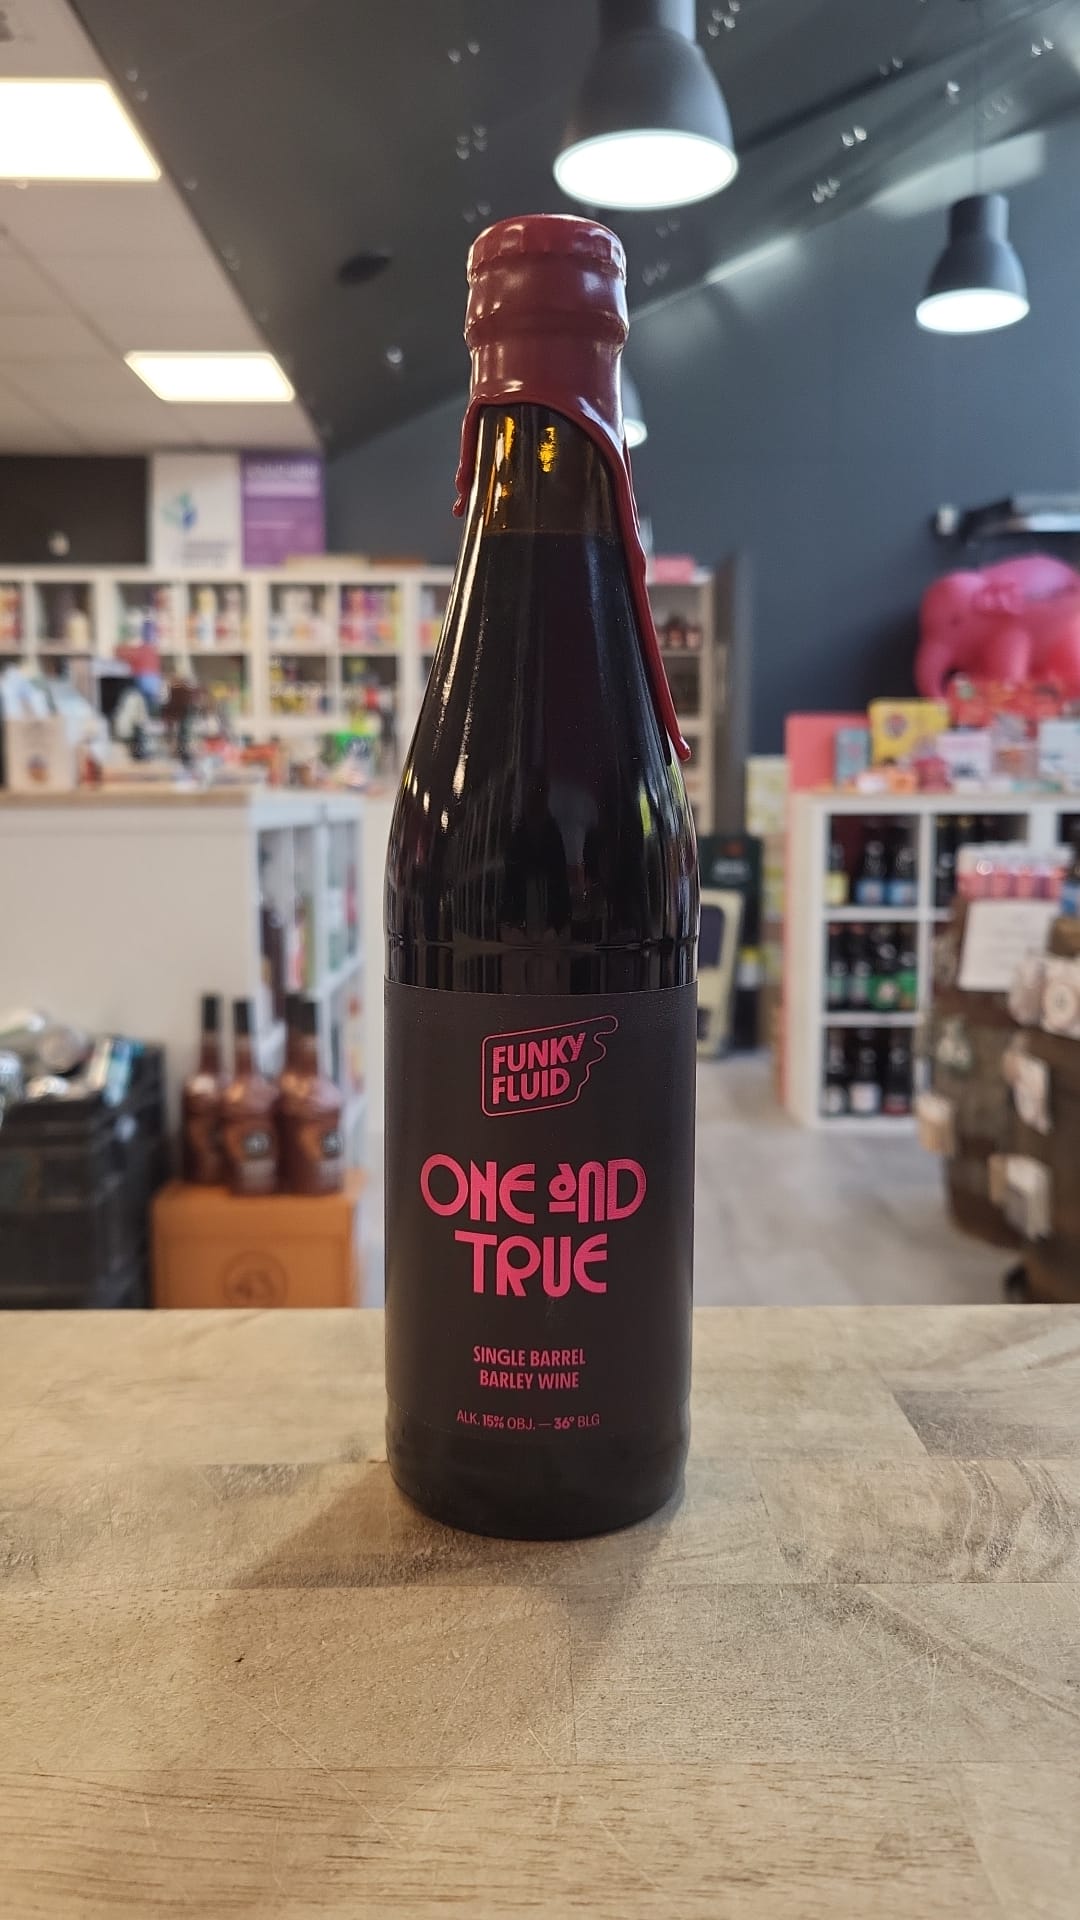 FUNKY
FLUID
ONE AND
TRUE
SINGLE BARREL
BARLEY WINE
ALK. 15% OBJ. — 36° BLG